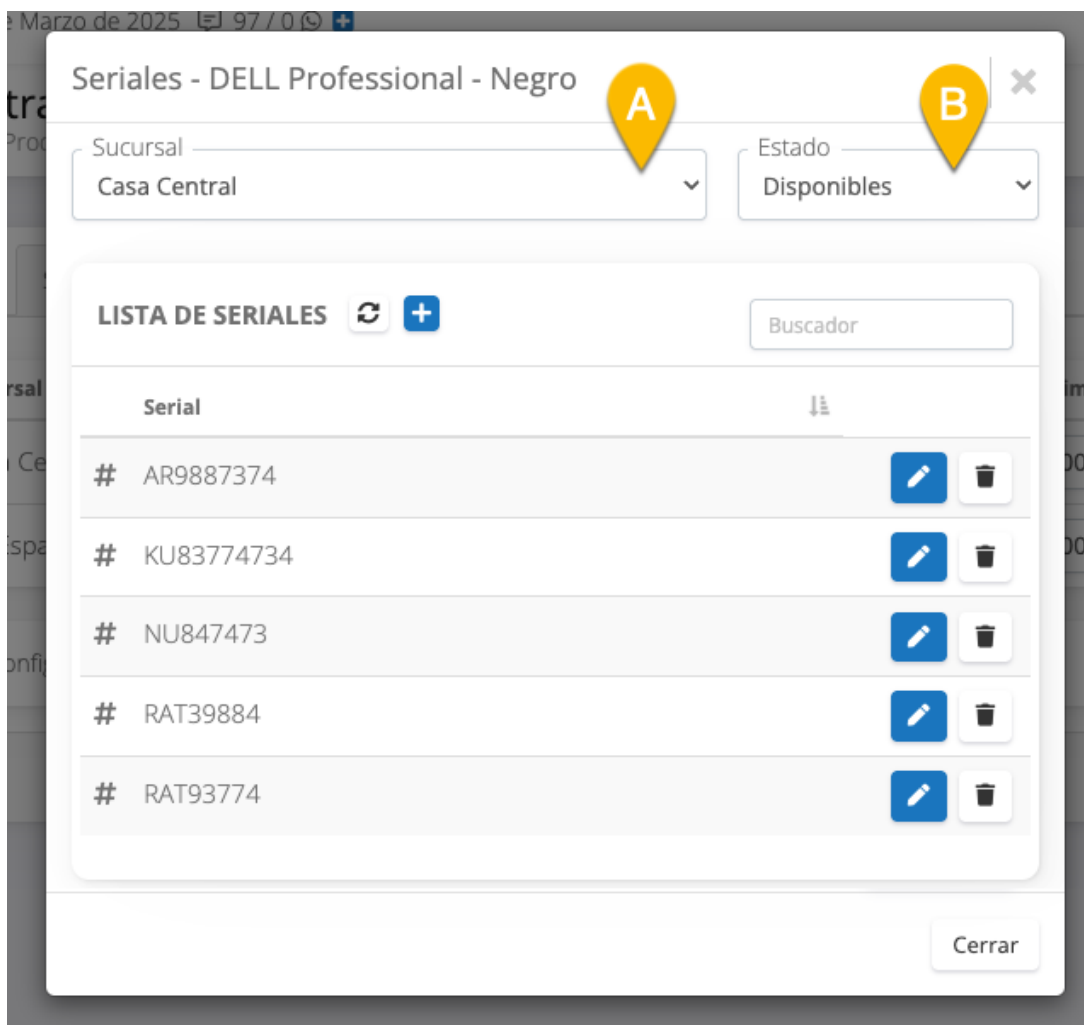 Marzo de 2025 97 / 0
Seriales - DELL Professional - Negro
A
B
Sucursal
Casa Central
Estado
Disponibles
LISTA DE SERIALES
Buscador
Serial
# AR9887374
# KU83774734
# NU847473
# RAT39884
# RAT93774
Cerrar